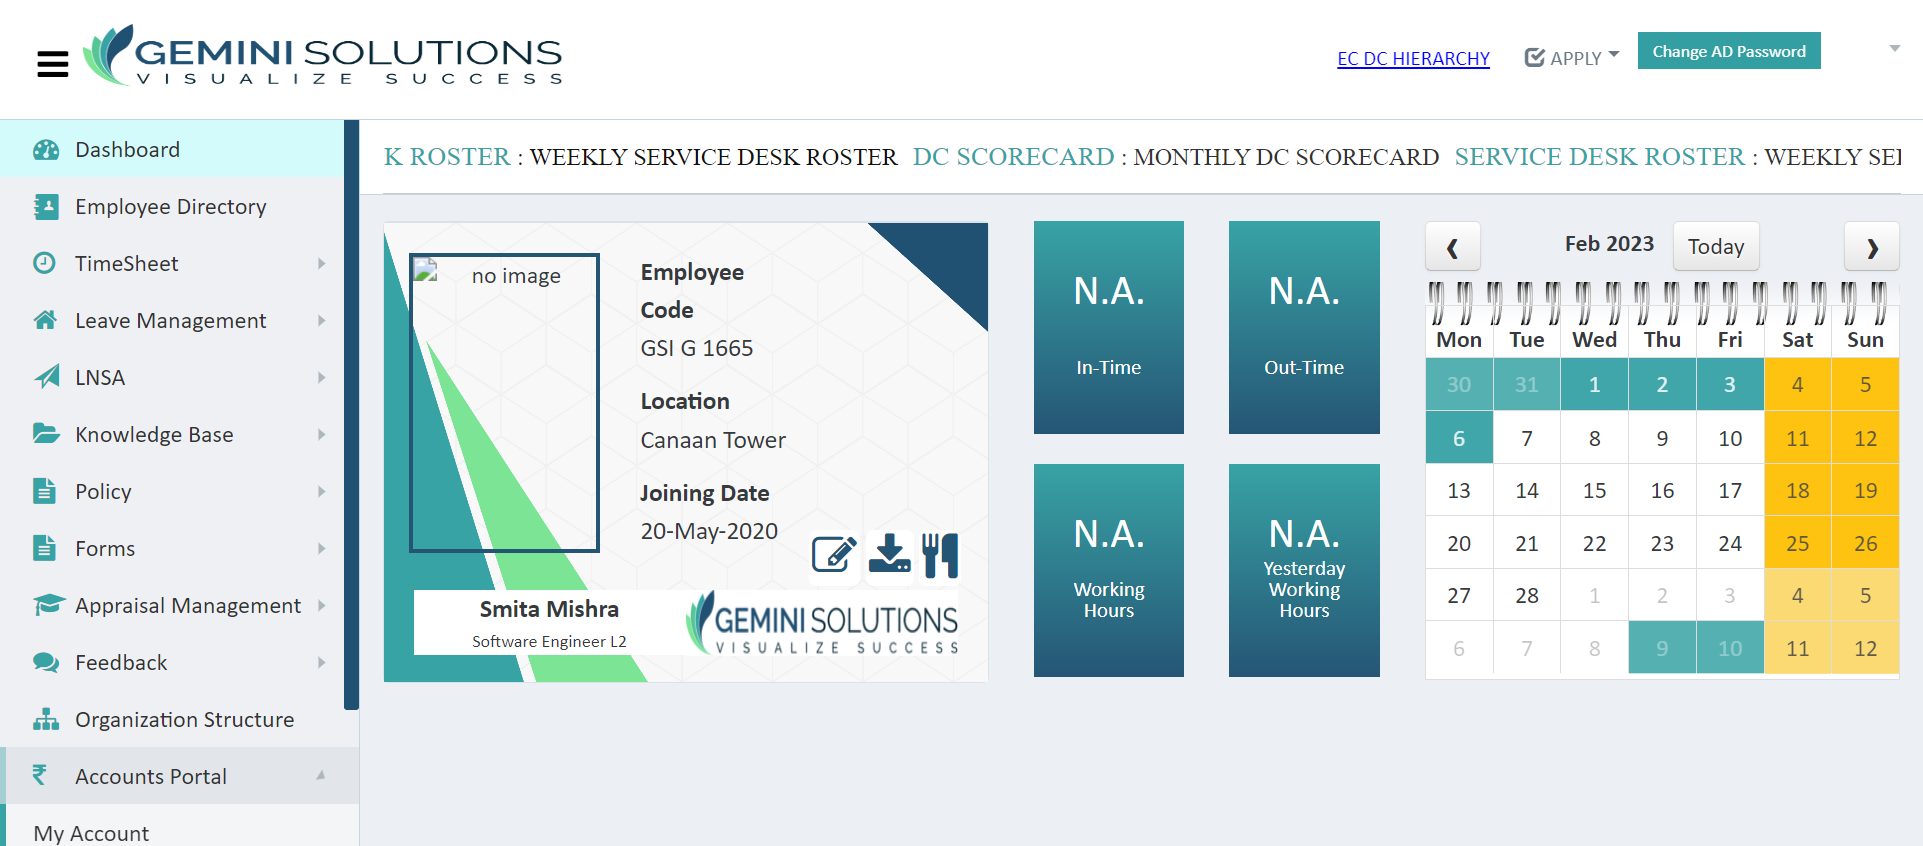 GEMINI SOLUTIONS
VISUALIZE SUCCESS
EC DC HIERARCHY
APPLY
Change AD Password
Dashboard
Employee Directory
TimeSheet
Leave Management
LNSA
Knowledge Base
Policy
Forms
Appraisal Management
Feedback
Organization Structure
₹ Accounts Portal
My Account
K ROSTER : WEEKLY SERVICE DESK ROSTER DC SCORECARD : MONTHLY DC SCORECARD SERVICE DESK ROSTER : WEEKLY SE
no image
Employee
Code
GSI G 1665
Location
Canaan Tower
Joining Date
20-May-2020
Smita Mishra
Software Engineer L2
GEMINI SOLUTIONS
VISUALIZE SUCCESS
N.A.
In-Time
N.A.
Out-Time
N.A.
Working
Hours
N.A.
Yesterday
Working
Hours
❮ Feb 2023 Today ❯
Mon Tue Wed Thu Fri Sat Sun
30 31 1 2 3 4 5
6 7 8 9 10 11 12
13 14 15 16 17 18 19
20 21 22 23 24 25 26
27 28 1 2 3 4 5
6 7 8 9 10 11 12